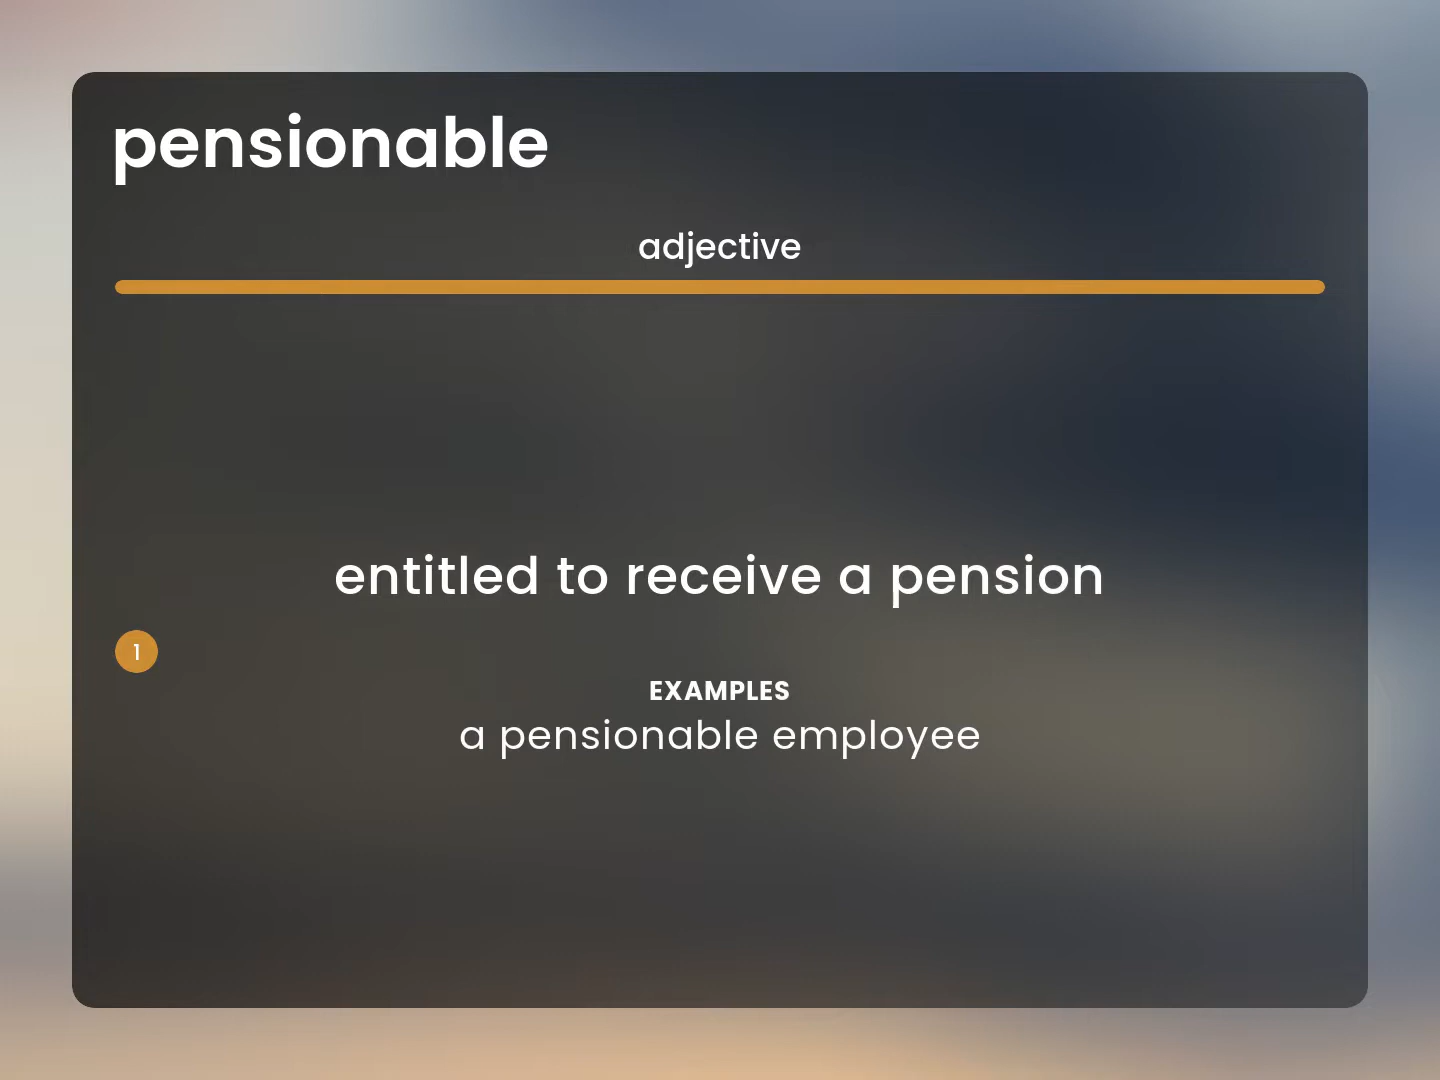 pensionable
adjective
entitled to receive a pension
1
EXAMPLES
a pensionable employee